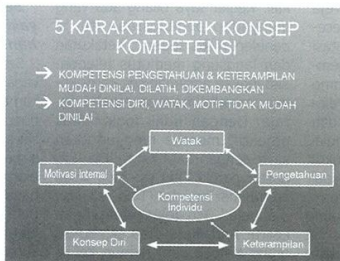 5 KARAKTERISTIK KONSEP
KOMPETENSI
→ KOMPETENSI PENGETAHUAN & KETERAMPILAN
MUDAH DINILAI, DILATIH, DIKEMBANGKAN
→ KOMPETENSI DIRI, WATAK, MOTIF TIDAK MUDAH
DINILAI
Watak
Motivasi Internal
Pengetahuan
Kompetensi
Individu
Konsep Diri
Keterampilan